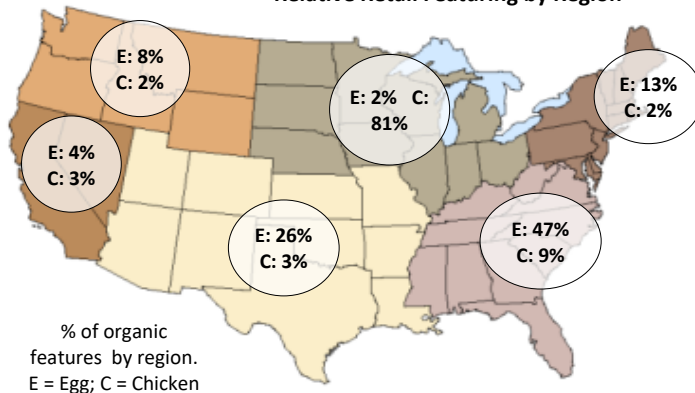 Relative Retail Featuring by Region
E: 8%
C: 2%
E: 2% C:
81%
E: 13%
C: 2%
E: 4%
C: 3%
E: 26%
C: 3%
E: 47%
C: 9%
% of organic
features by region.
E = Egg; C = Chicken